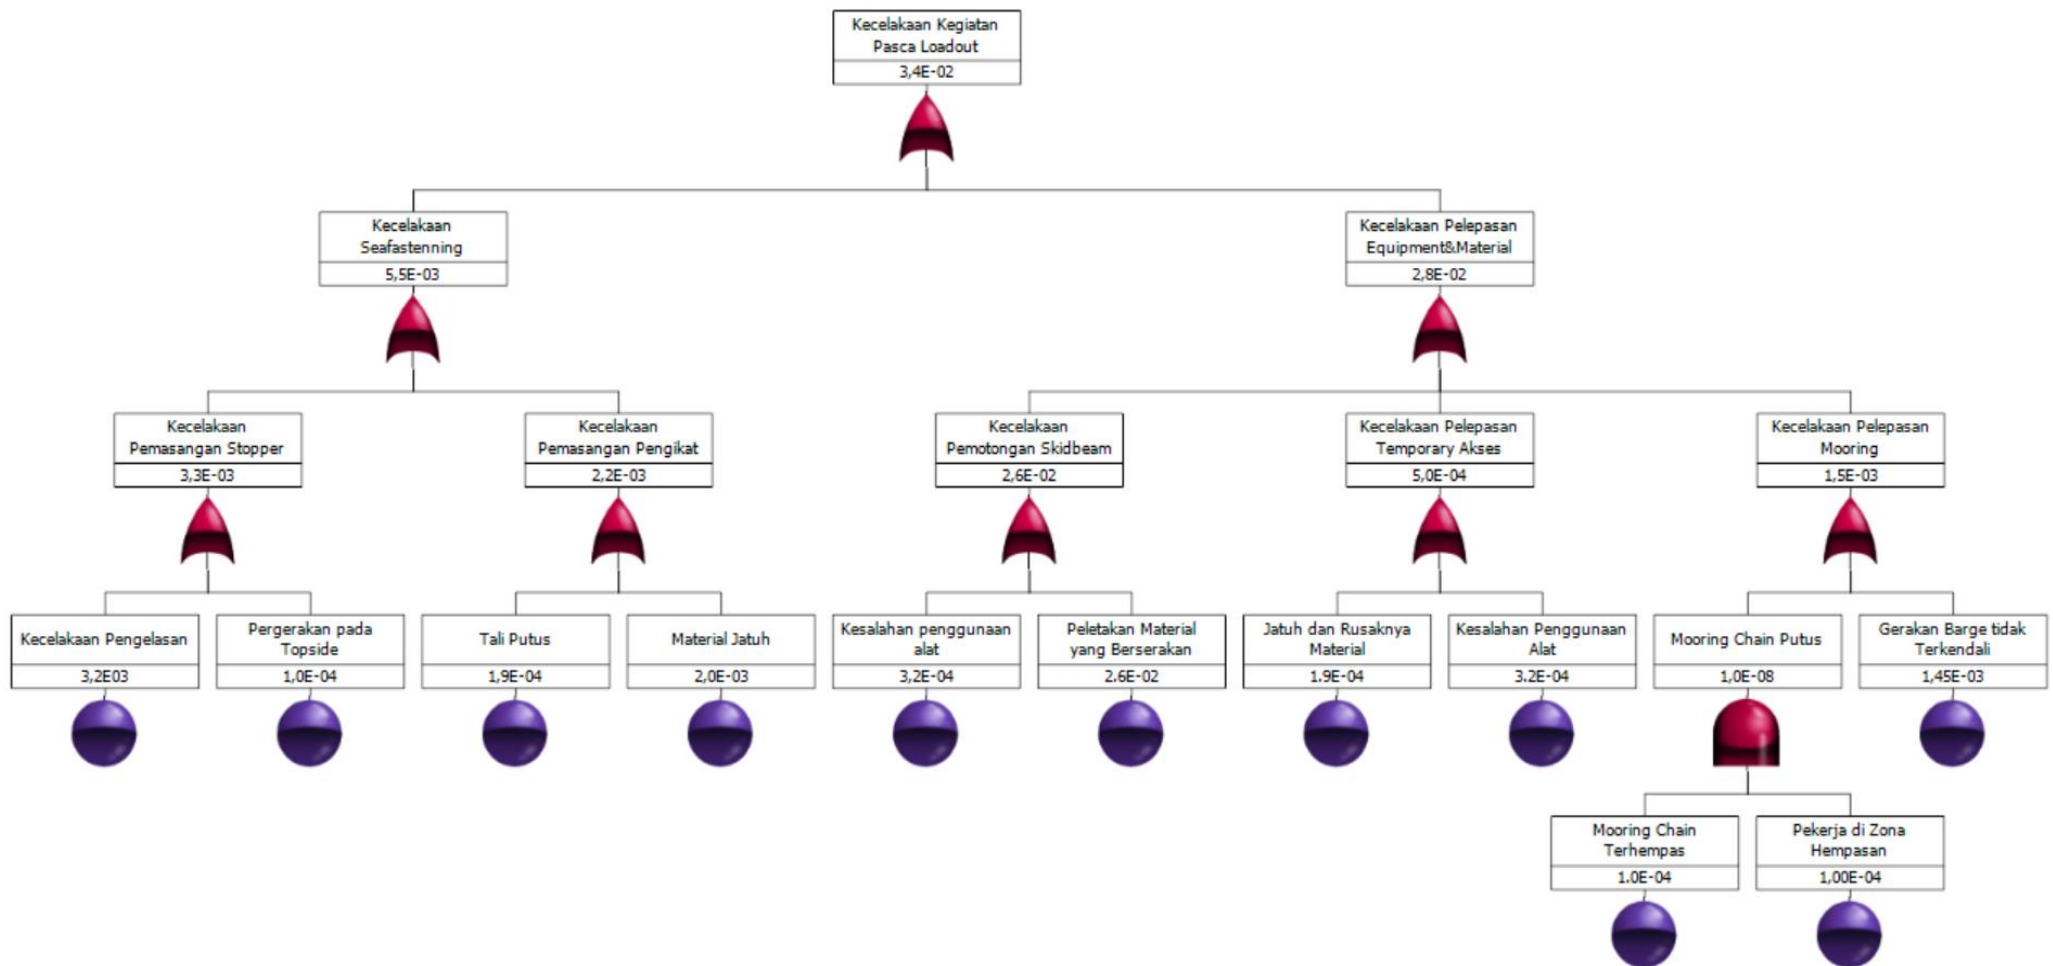 Kecelakaan Kegiatan
Pasca Loadout
3,4E-02
Kecelakaan
Seafastenning
5,5E-03
Kecelakaan Pelepasan
Equipment&Material
2,8E-02
Kecelakaan
Pemasangan Stopper
3,3E-03
Kecelakaan
Pemasangan Pengikat
2,2E-03
Kecelakaan
Pemotongan Skidbeam
2,6E-02
Kecelakaan Pelepasan
Temporary Akses
5,0E-04
Kecelakaan Pelepasan
Mooring
1,5E-03
Kecelakaan Pengelasan
3,2E03
Pergerakan pada
Topside
1,0E-04
Tali Putus
1,9E-04
Material Jatuh
2,0E-03
Kesalahan penggunaan
alat
3,2E-04
Peletakan Material
yang Berserakan
2.6E-02
Jatuh dan Rusaknya
Material
1.9E-04
Kesalahan Penggunaan
Alat
3.2E-04
Mooring Chain Putus
1,0E-08
Gerakan Barge tidak
Terkendali
1,45E-03
Mooring Chain
Terhempas
1.0E-04
Pekerja di Zona
Hempasan
1,00E-04